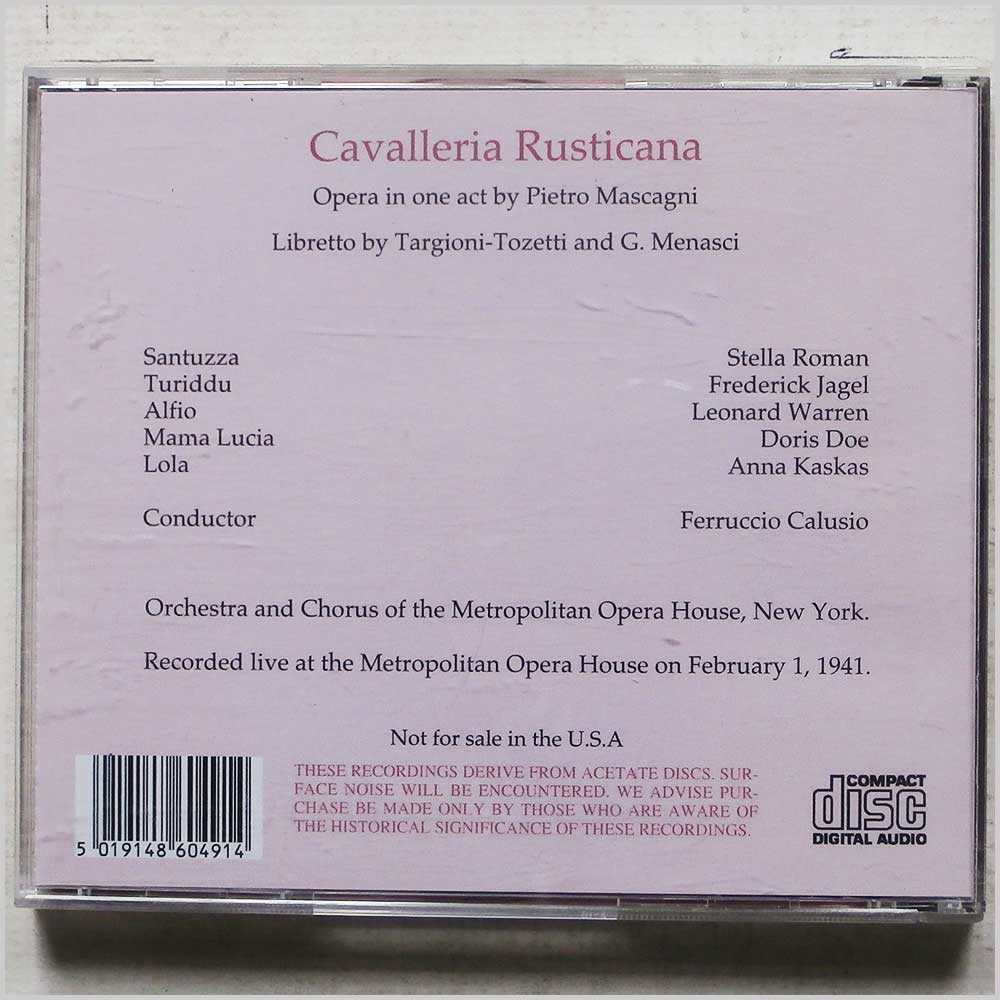 Cavalleria Rusticana
Opera in one act by Pietro Mascagni
Libretto by Targioni-Tozetti and G. Menasci
Santuzza Stella Roman
Turiddu Frederick Jagel
Alfio Leonard Warren
Mama Lucia Doris Doe
Lola Anna Kaskas
Conductor Ferruccio Calusio
Orchestra and Chorus of the Metropolitan Opera House, New York.
Recorded live at the Metropolitan Opera House on February 1, 1941.
Not for sale in the U.S.A
THESE RECORDINGS DERIVE FROM ACETATE DISCS. SUR-
FACE NOISE WILL BE ENCOUNTERED. WE ADVISE PUR-
CHASE BE MADE ONLY BY THOSE WHO ARE AWARE OF
THE HISTORICAL SIGNIFICANCE OF THESE RECORDINGS.
5 019148 604914
COMPACT
disc
DIGITAL AUDIO